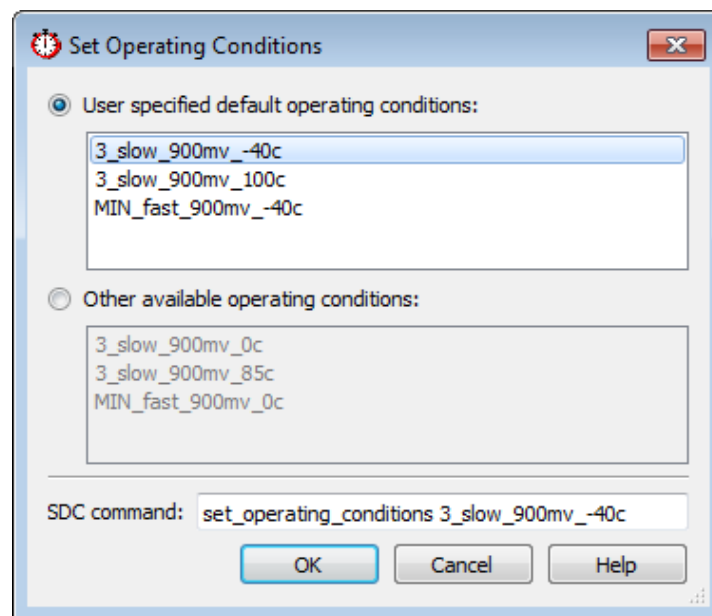 Set Operating Conditions
User specified default operating conditions:
3_slow_900mv_-40c
3_slow_900mv_100c
MIN_fast_900mv_-40c
Other available operating conditions:
3_slow_900mv_0c
3_slow_900mv_85c
MIN_fast_900mv_0c
SDC command: set_operating_conditions 3_slow_900mv_-40c
OK Cancel Help